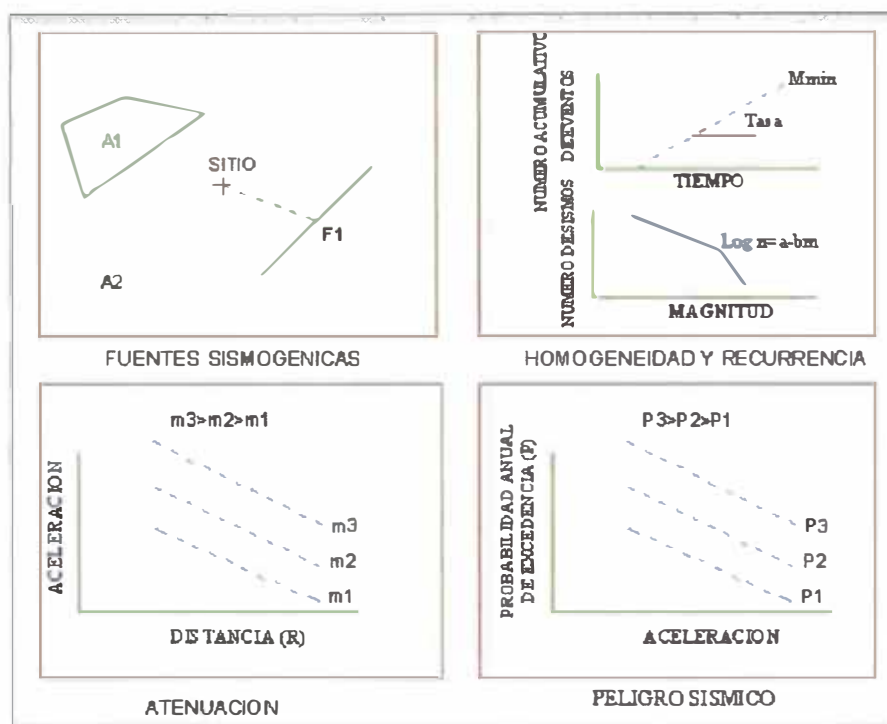 A1
SITIO
F1
A2
FUENTES SISMOGENICAS
NUMERO ACUMULATIVO
DE EVENTOS
Mmin
Tasa
TIEMPO
NUMERO DE SISMOS
Log n=a-bm
MAGNITUD
HOMOGENEIDAD Y RECURRENCIA
m3>m2>m1
ACELERACION
m3
m2
m1
DISTANCIA (R)
ATENUACION
P3>P2>P1
PROBABILIDAD ANUAL
DE EXCEDENCIA (P)
P3
P2
P1
ACELERACION
PELIGRO SISMICO